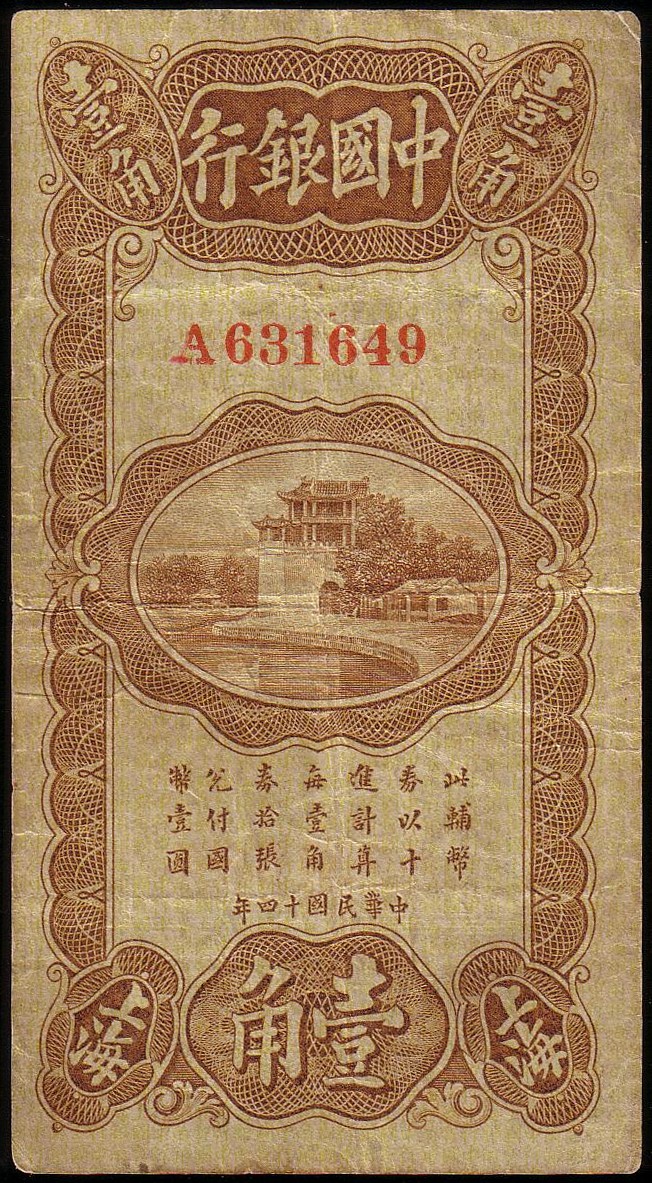 中國銀行
壹角
壹角
A631649
此輔幣
券以十
進計算
每壹角
券拾張
兌付國
幣壹圓
中華民國十四年
壹角
上海
上海